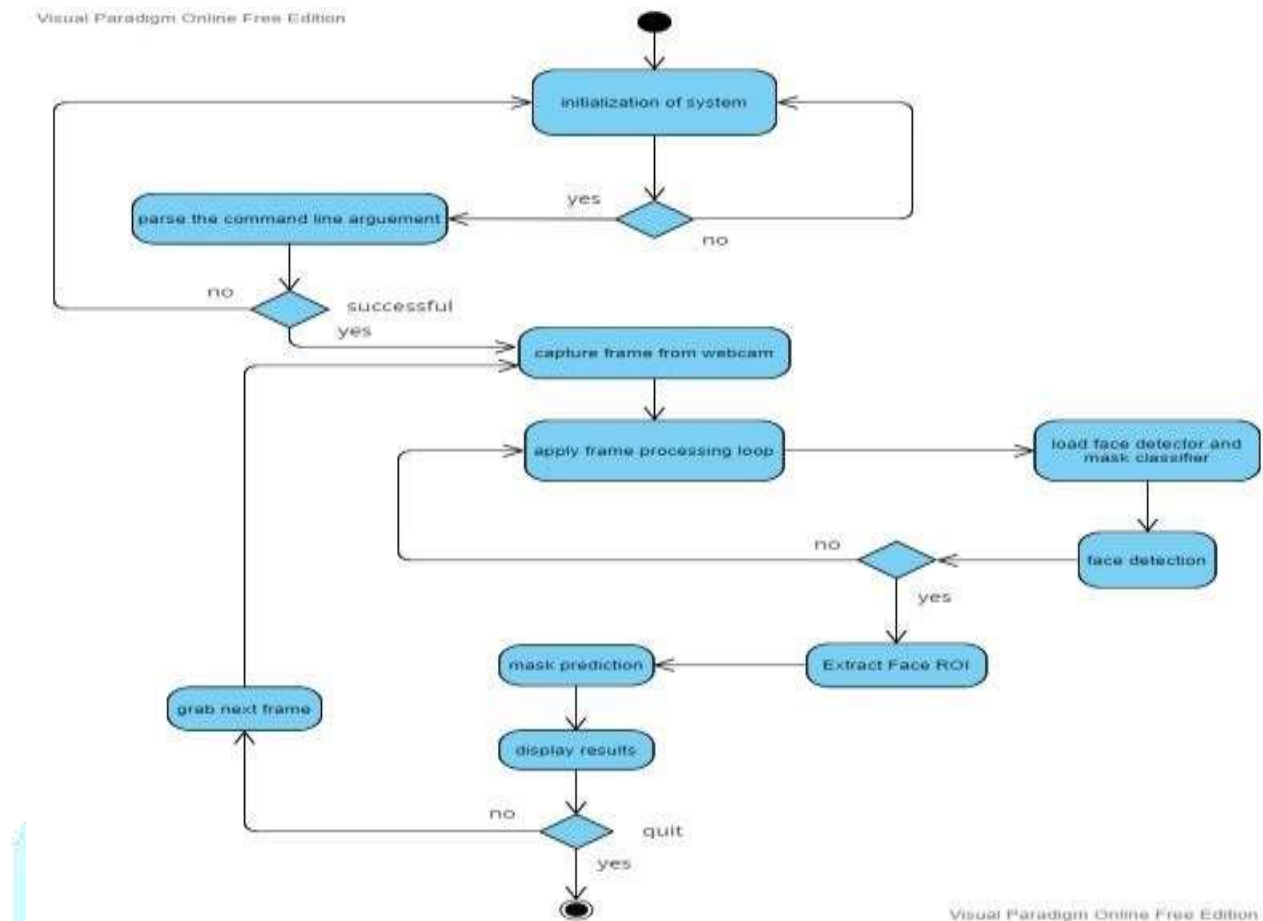 Visual Paradigm Online Free Edition
initialization of system
yes
parse the command line arguement
no
no
successful
yes
capture frame from webcam
apply frame processing loop
load face detector and
mask classifier
no
face detection
yes
mask prediction
Extract Face ROI
grab next frame
display results
no
quit
yes
Visual Paradigm Online Free Edition